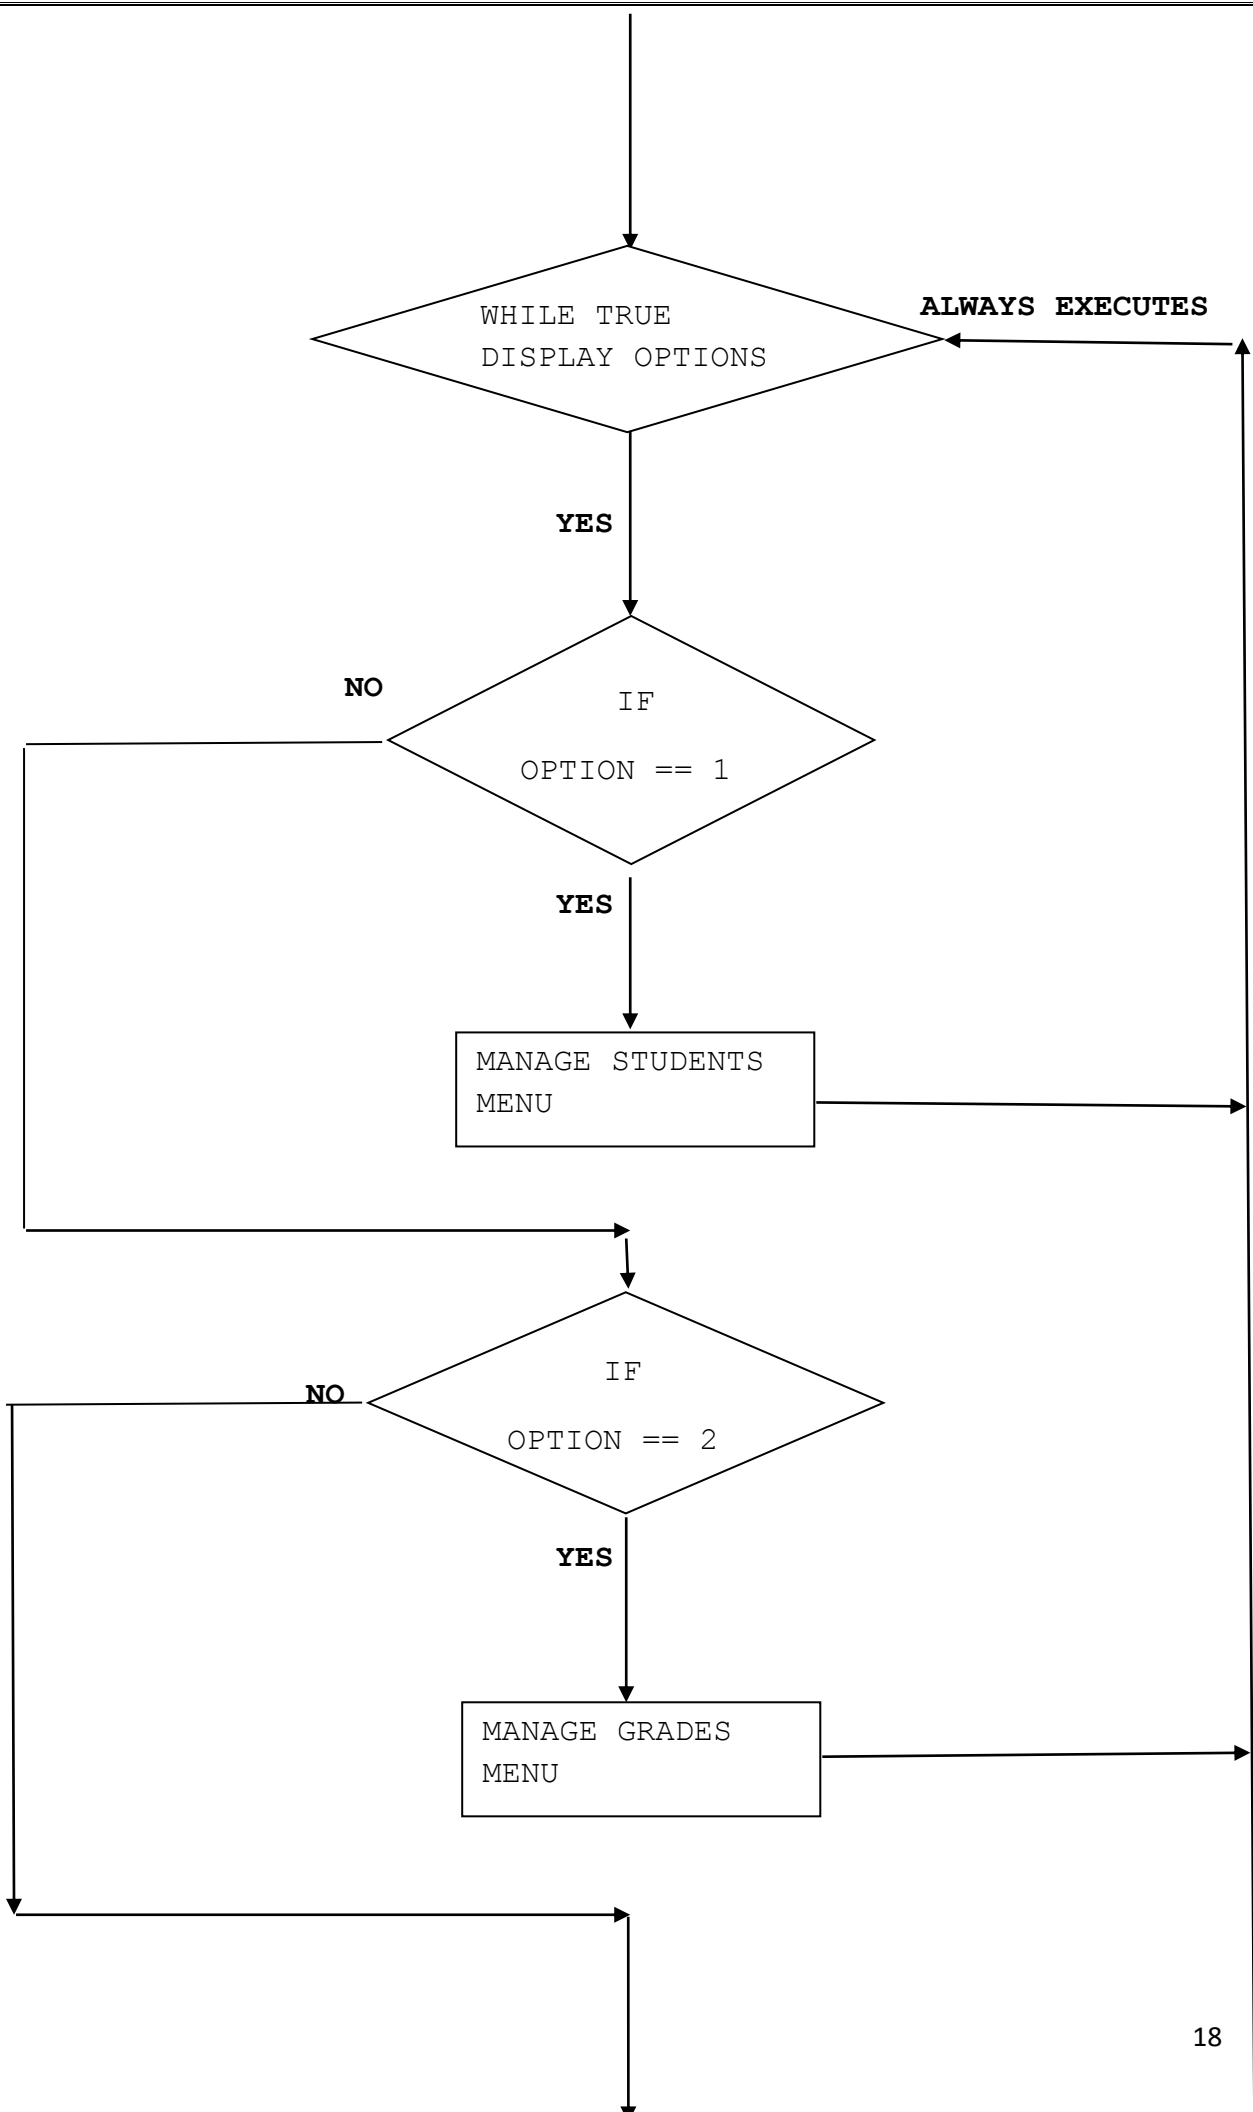 WHILE TRUE
DISPLAY OPTIONS
ALWAYS EXECUTES
YES
NO
IF
OPTION == 1
YES
MANAGE STUDENTS
MENU
NO
IF
OPTION == 2
YES
MANAGE GRADES
MENU
18